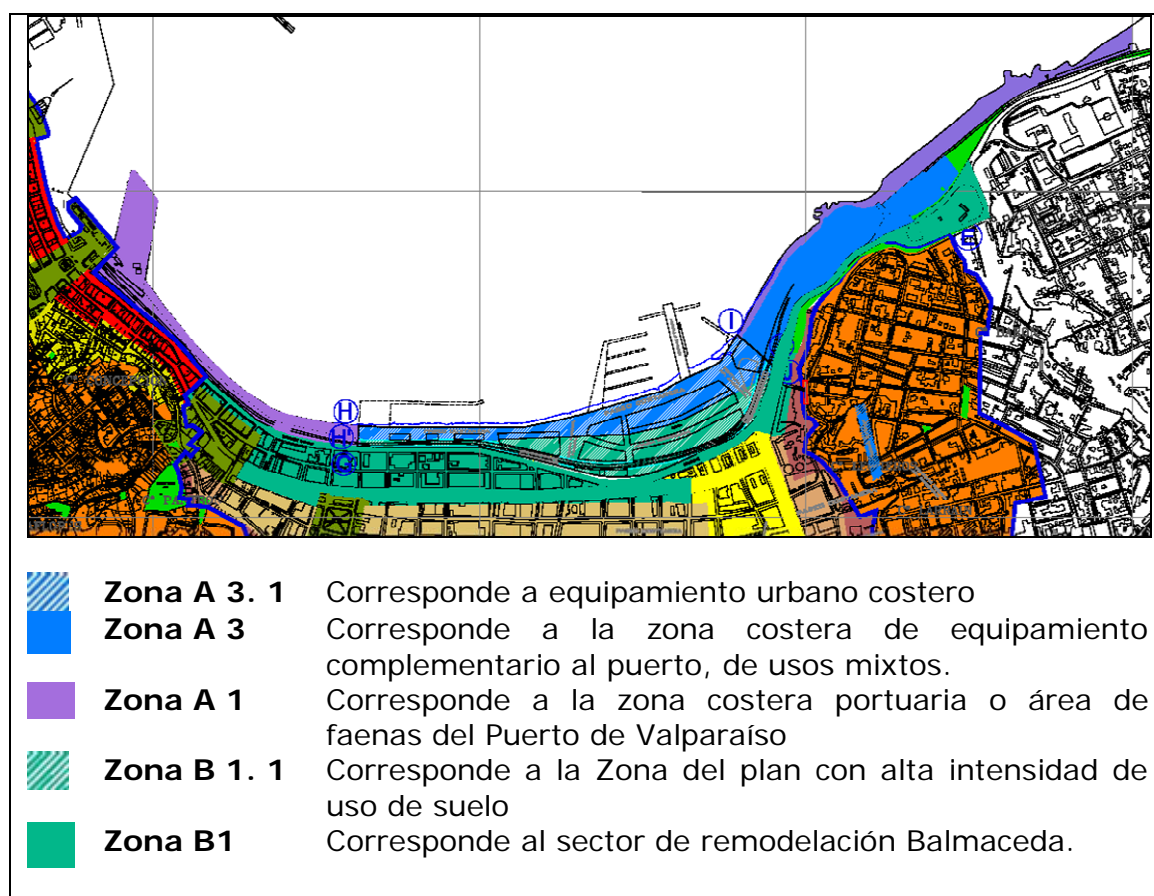 I
H
H'
Q
Zona A 3. 1 Corresponde a equipamiento urbano costero
Zona A 3 Corresponde a la zona costera de equipamiento
complementario al puerto, de usos mixtos.
Zona A 1 Corresponde a la zona costera portuaria o área de
faenas del Puerto de Valparaíso
Zona B 1. 1 Corresponde a la Zona del plan con alta intensidad de
uso de suelo
Zona B1 Corresponde al sector de remodelación Balmaceda.